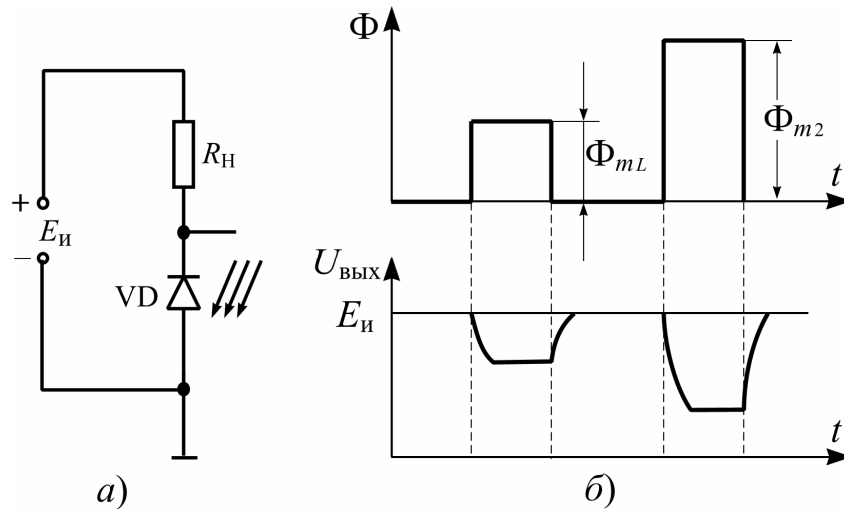 R_Н
+
E_и
–
VD
а)
Φ
Φ_mL
Φ_m2
t
U_вых
E_и
t
б)